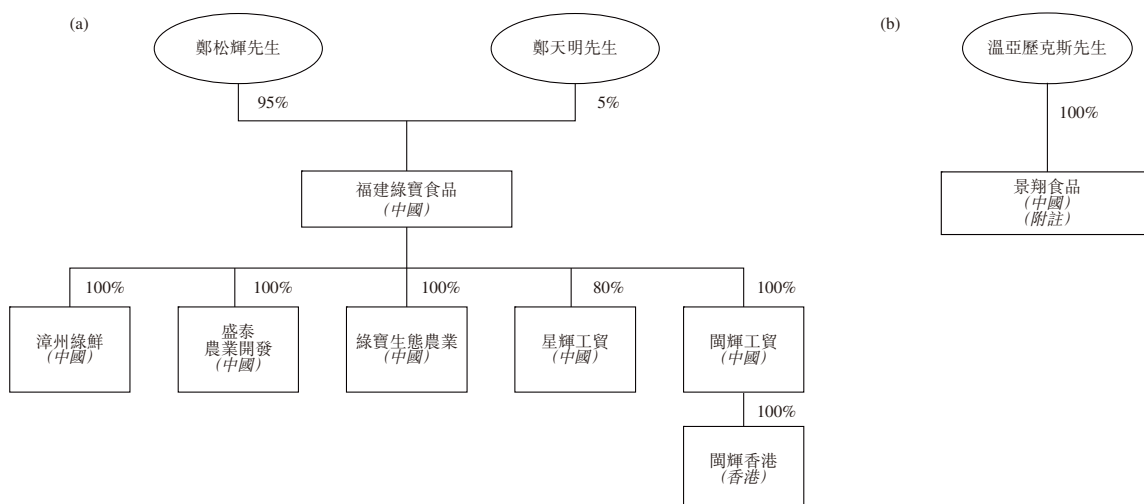 (a)
鄭松輝先生
鄭天明先生
95%
5%
福建綠寶食品
(中國)
100%
100%
100%
80%
100%
漳州綠鮮
(中國)
盛泰
農業開發
(中國)
綠寶生態農業
(中國)
星輝工貿
(中國)
閩輝工貿
(中國)
100%
閩輝香港
(香港)
(b)
溫亞歷克斯先生
100%
景翔食品
(中國)
(附註)